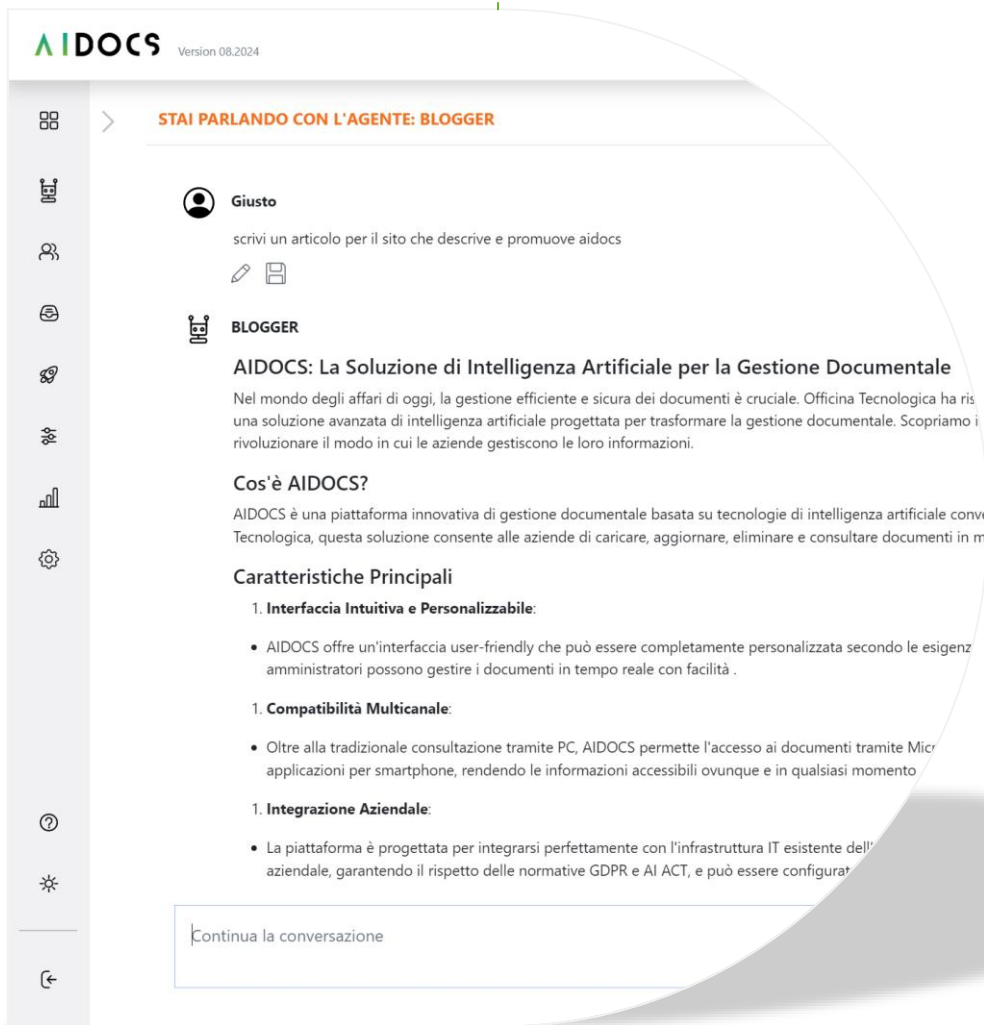 AIDOCS Version 08.2024
STAI PARLANDO CON L'AGENTE: BLOGGER
Giusto
scrivi un articolo per il sito che descrive e promuove aidocs
BLOGGER
AIDOCS: La Soluzione di Intelligenza Artificiale per la Gestione Documentale
Nel mondo degli affari di oggi, la gestione efficiente e sicura dei documenti è cruciale. Officina Tecnologica ha
una soluzione avanzata di intelligenza artificiale progettata per trasformare la gestione documentale. Scopriamo
rivoluzionare il modo in cui le aziende gestiscono le loro informazioni.
Cos'è AIDOCS?
AIDOCS è una piattaforma innovativa di gestione documentale basata su tecnologie di intelligenza artificiale
Tecnologica, questa soluzione consente alle aziende di caricare, aggiornare, eliminare e consultare documenti in
Caratteristiche Principali
1. Interfaccia Intuitiva e Personalizzabile:
• AIDOCS offre un'interfaccia user-friendly che può essere completamente personalizzata secondo le
amministratori possono gestire i documenti in tempo reale con facilità .
1. Compatibilità Multicanale:
• Oltre alla tradizionale consultazione tramite PC, AIDOCS permette l'accesso ai documenti tramite
applicazioni per smartphone, rendendo le informazioni accessibili ovunque e in qualsiasi momento
1. Integrazione Aziendale:
• La piattaforma è progettata per integrarsi perfettamente con l'infrastruttura IT esistente
aziendale, garantendo il rispetto delle normative GDPR e AI ACT, e può essere
Continua la conversazione